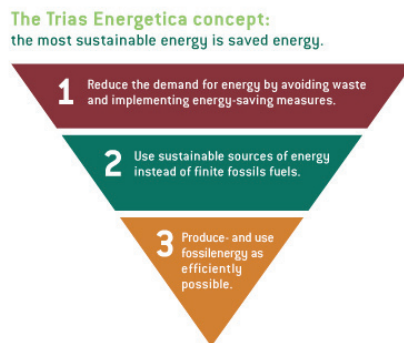 The Trias Energetica concept:
the most sustainable energy is saved energy.
1 Reduce the demand for energy by avoiding waste
and implementing energy-saving measures.
2 Use sustainable sources of energy
instead of finite fossils fuels.
3 Produce- and use
fossilenergy as
efficiently
possible.